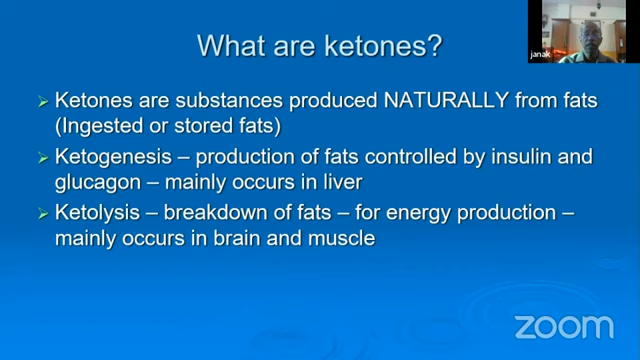 What are ketones?
janak
Ketones are substances produced NATURALLY from fats
(Ingested or stored fats)
Ketogenesis – production of fats controlled by insulin and
glucagon – mainly occurs in liver
Ketolysis – breakdown of fats – for energy production –
mainly occurs in brain and muscle
zoom